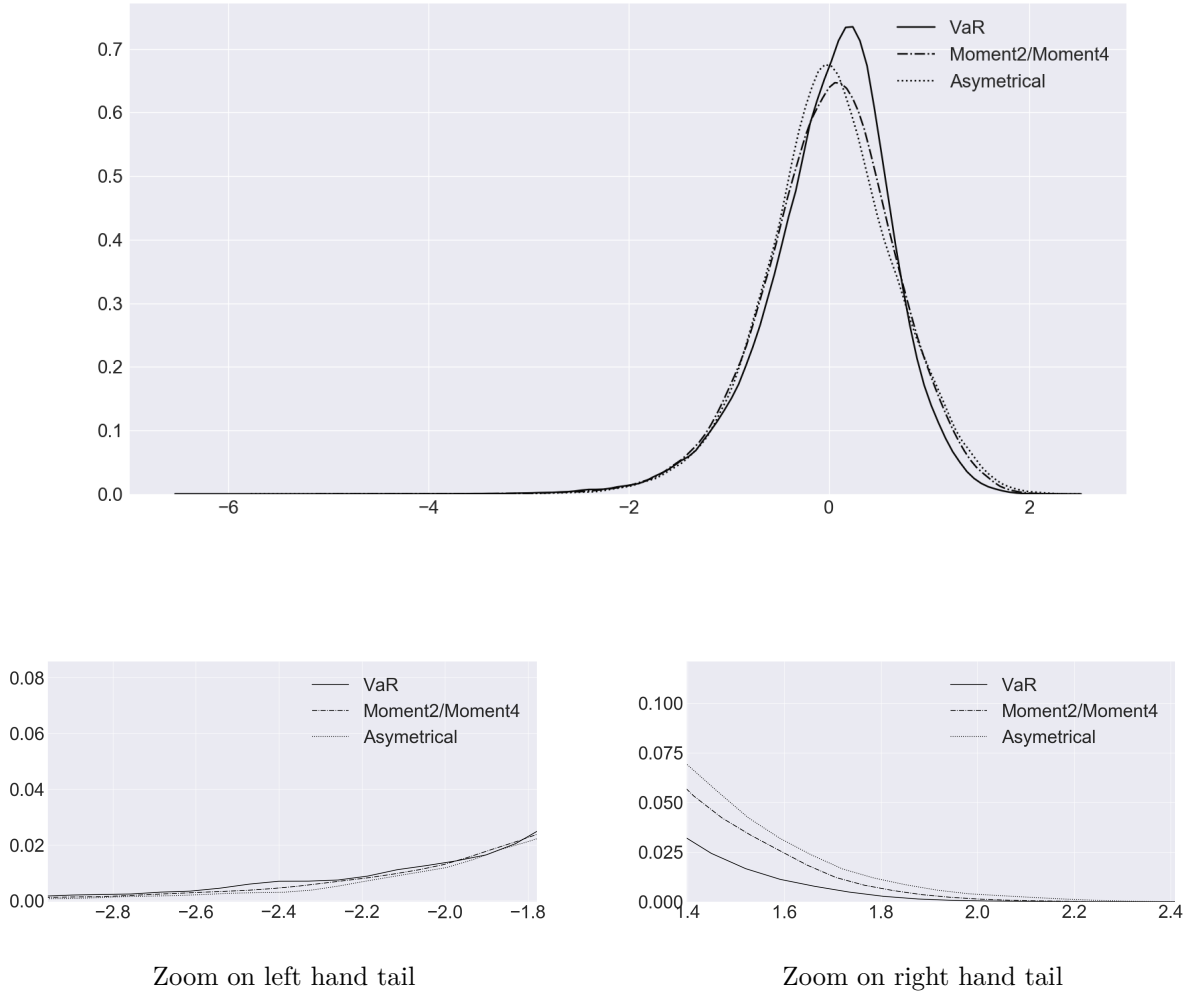 VaR
Moment2/Moment4
Asymetrical
0.7
0.6
0.5
0.4
0.3
0.2
0.1
0.0
−6 −4 −2 0 2
VaR
Moment2/Moment4
Asymetrical
0.08
0.06
0.04
0.02
0.00
−2.8 −2.6 −2.4 −2.2 −2.0 −1.8
Zoom on left hand tail
VaR
Moment2/Moment4
Asymetrical
0.100
0.075
0.050
0.025
0.000
1.4 1.6 1.8 2.0 2.2 2.4
Zoom on right hand tail